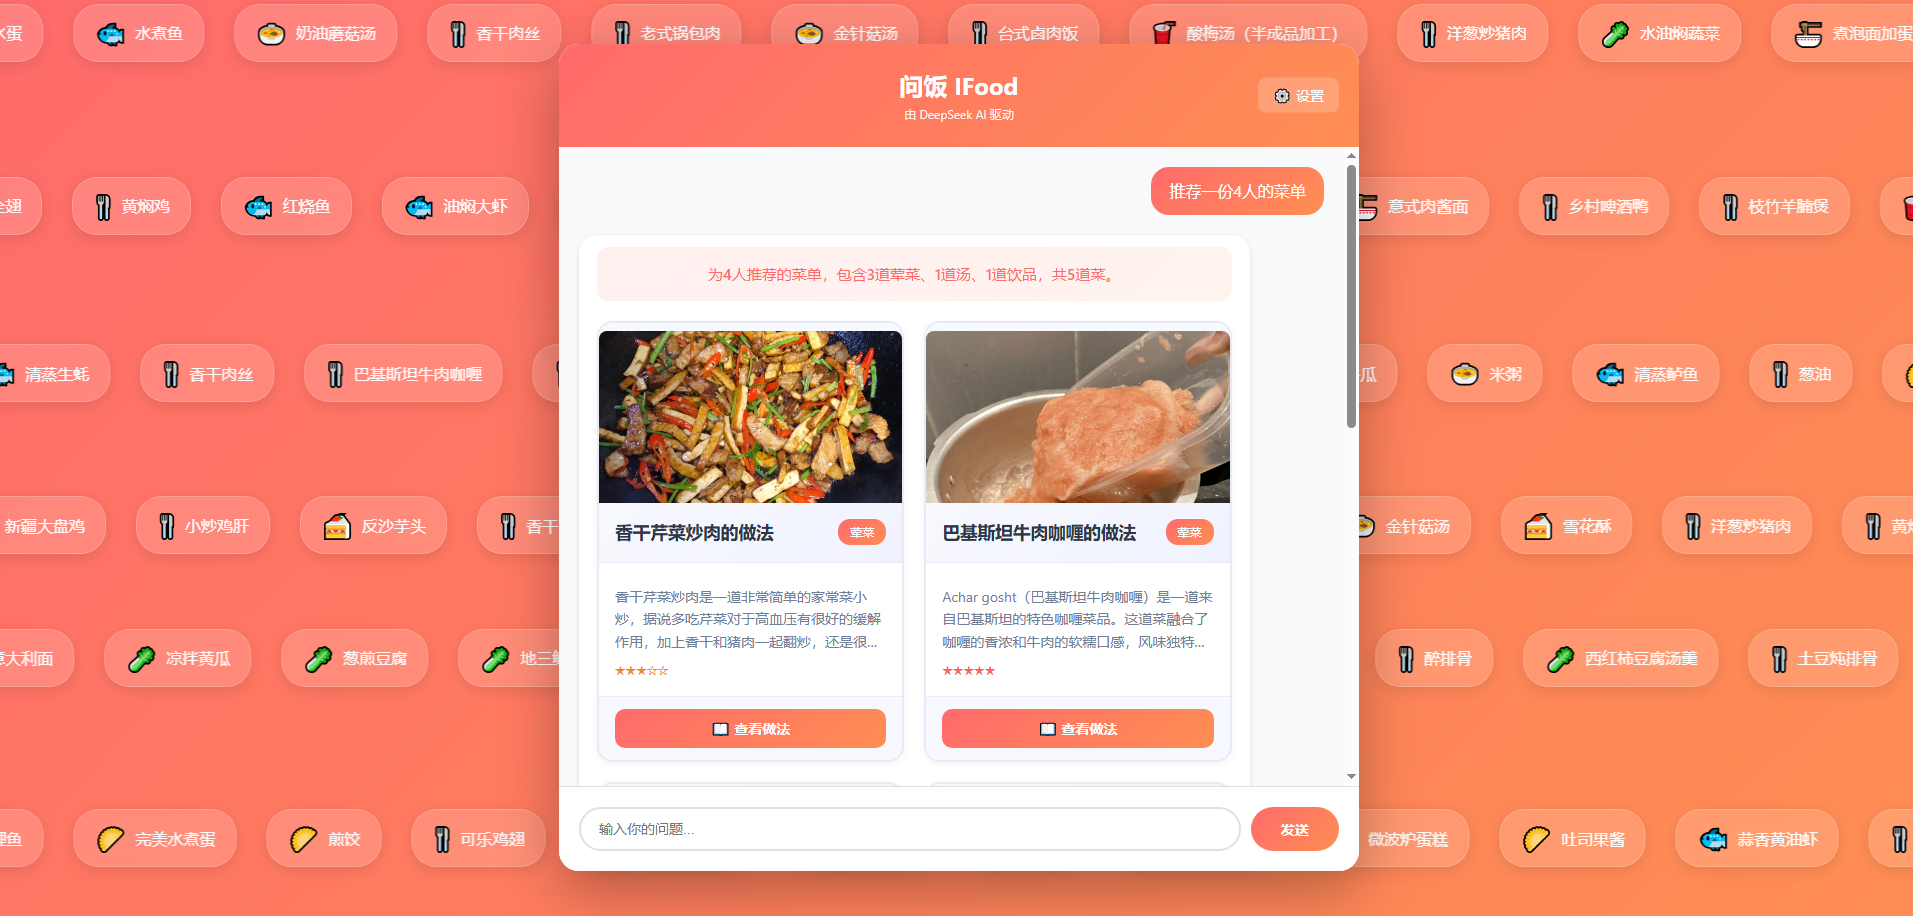 水煮鱼
奶油蘑菇汤
香干肉丝
老式锅包肉
金针菇汤
台式卤肉饭
酸梅汤（半成品加工）
洋葱炒猪肉
水油焖蔬菜
煮泡面加蛋
问饭 IFood
由 DeepSeek AI 驱动
设置
黄焖鸡
红烧鱼
油焖大虾
推荐一份4人的菜单
意式肉酱面
乡村啤酒鸭
枝竹羊腩煲
为4人推荐的菜单，包含3道荤菜、1道汤、1道饮品，共5道菜。
清蒸生蚝
香干肉丝
巴基斯坦牛肉咖喱
瓜
米粥
清蒸鲈鱼
葱油
新疆大盘鸡
小炒鸡肝
反沙芋头
香干
香干芹菜炒肉的做法
荤菜
巴基斯坦牛肉咖喱的做法
荤菜
金针菇汤
雪花酥
洋葱炒猪肉
香干芹菜炒肉是一道非常简单的家常菜小
炒，据说多吃芹菜对于高血压有很好的缓解
作用，加上香干和猪肉一起翻炒，还是很...
★★★☆☆
Achar gosht（巴基斯坦牛肉咖喱）是一道来
自巴基斯坦的特色咖喱菜品。这道菜融合了
咖喱的香浓和牛肉的软糯口感，风味独特...
★★★★★
大利面
凉拌黄瓜
葱煎豆腐
地三
醉排骨
西红柿豆腐汤羹
土豆炖排骨
查看做法
查看做法
鱼
完美水煮蛋
煎饺
可乐鸡翅
输入你的问题...
发送
微波炉蛋糕
吐司果酱
蒜香黄油虾